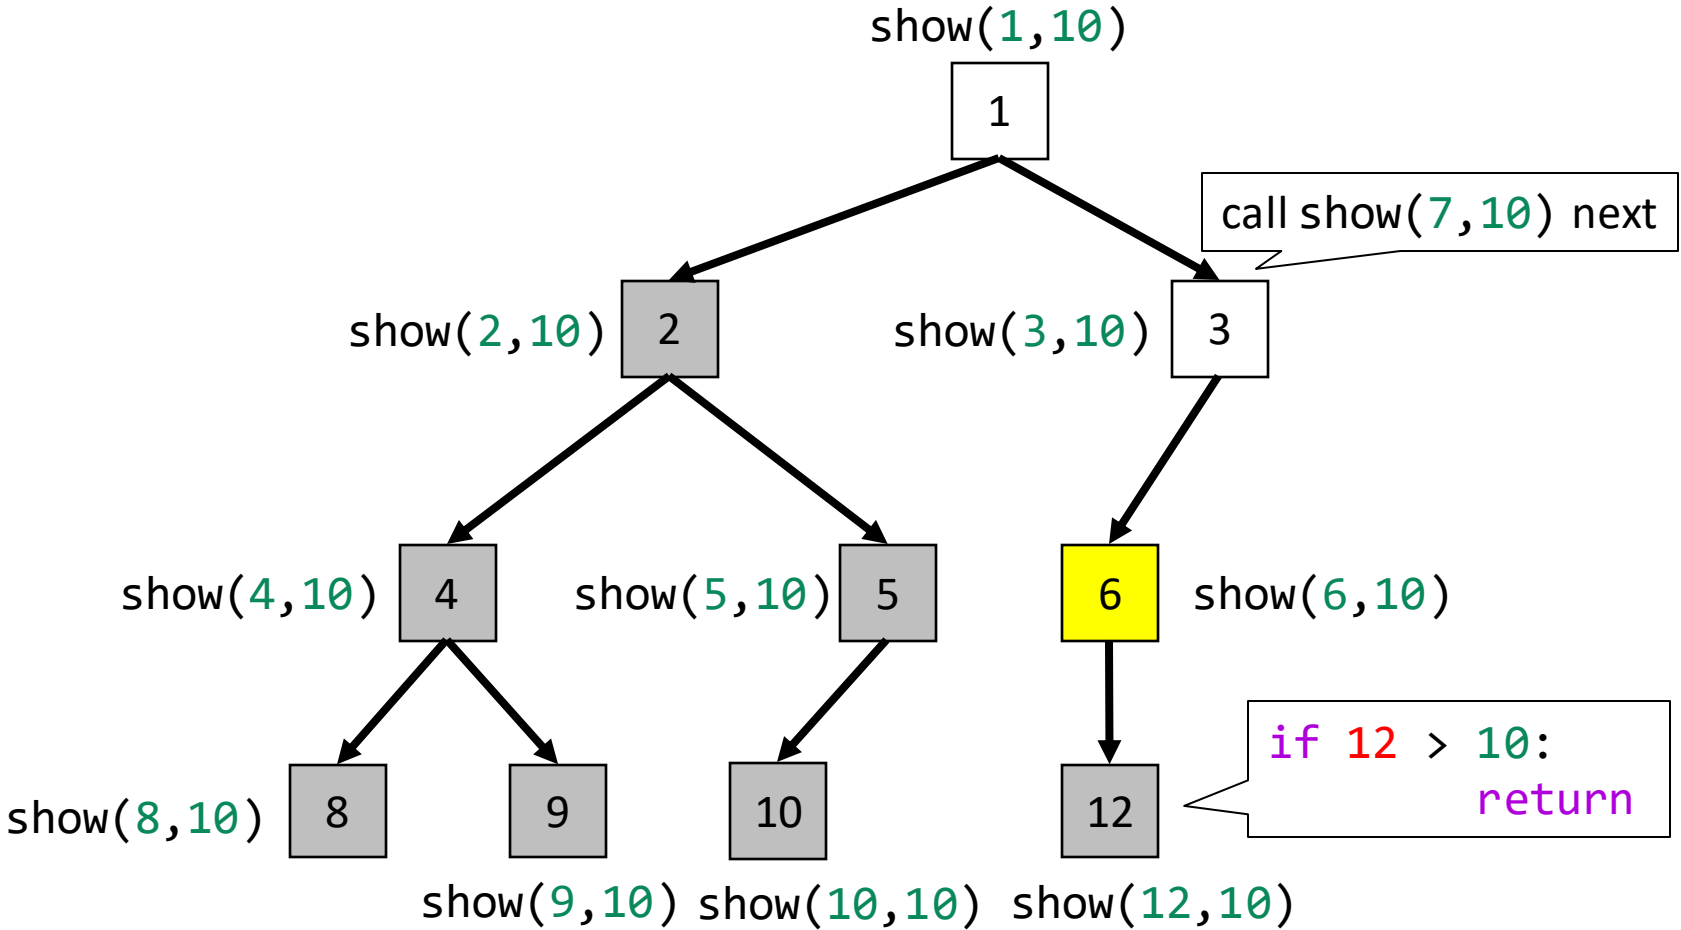 show(1,10)
1
call show(7,10) next
show(2,10)
2
show(3,10)
3
show(4,10)
4
show(5,10)
5
6
show(6,10)
if 12 > 10:
return
show(8,10)
8
9
10
12
show(9,10)
show(10,10)
show(12,10)